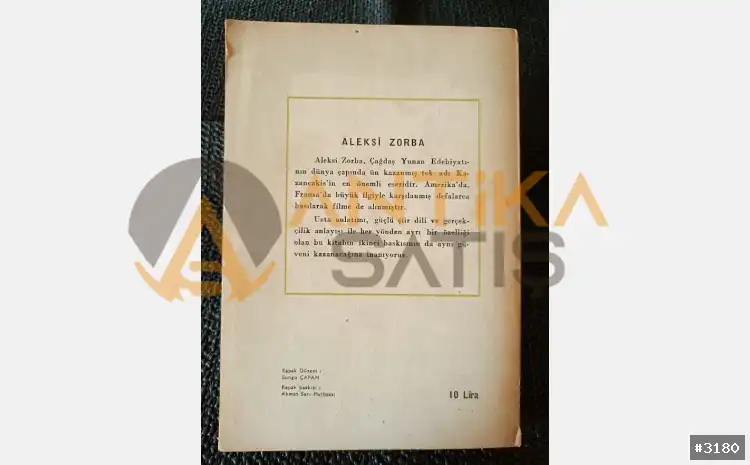 ALEKSİ ZORBA
Aleksi Zorba, Çağdaş Yunan Edebiyatı-
nın dünya çapında ün kazanmış tek adı Ka-
zancakis'in en önemli eseridir. Amerika'da,
Fransa'da büyük ilgiyle karşılanmış defalarca
basılarak filme de alınmıştır.
Usta anlatımı, güçlü şiir dili ve gerçek-
çilik anlayışı ile her yönden ayrı bir özelliği
olan bu kitabın ikinci baskısının da aynı gü-
veni kazanacağına inanıyoruz.
ANTİKA
SATIŞ
Kapak Düzeni :
Sungu ÇAPAN
Kapak baskısı :
Ahmet Sarı Matbaası
10 Lira
#3180